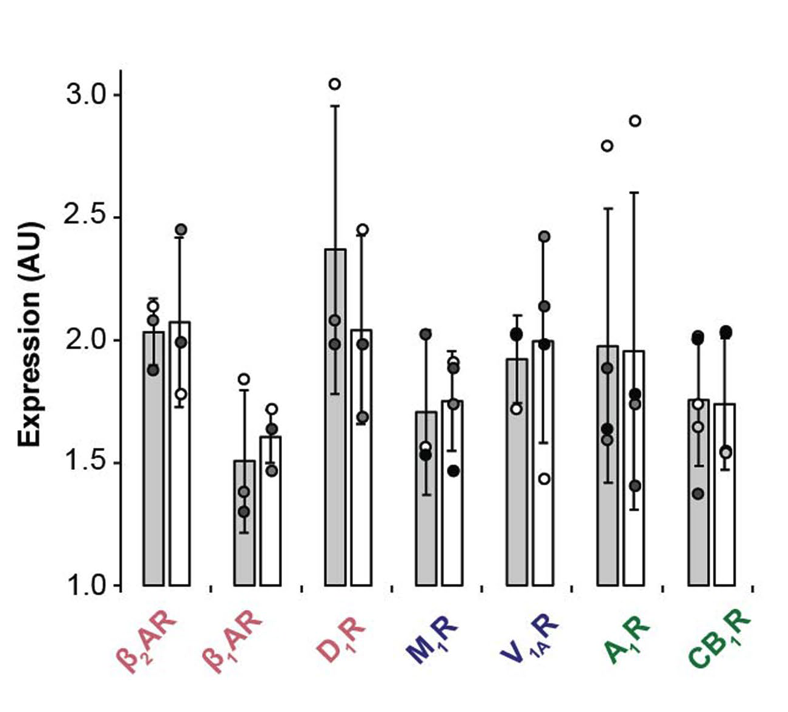 3.0
2.5
2.0
1.5
1.0
Expression (AU)
β₂AR
β₁AR
D₁R
M₁R
V₁ₐR
A₁R
CB₁R